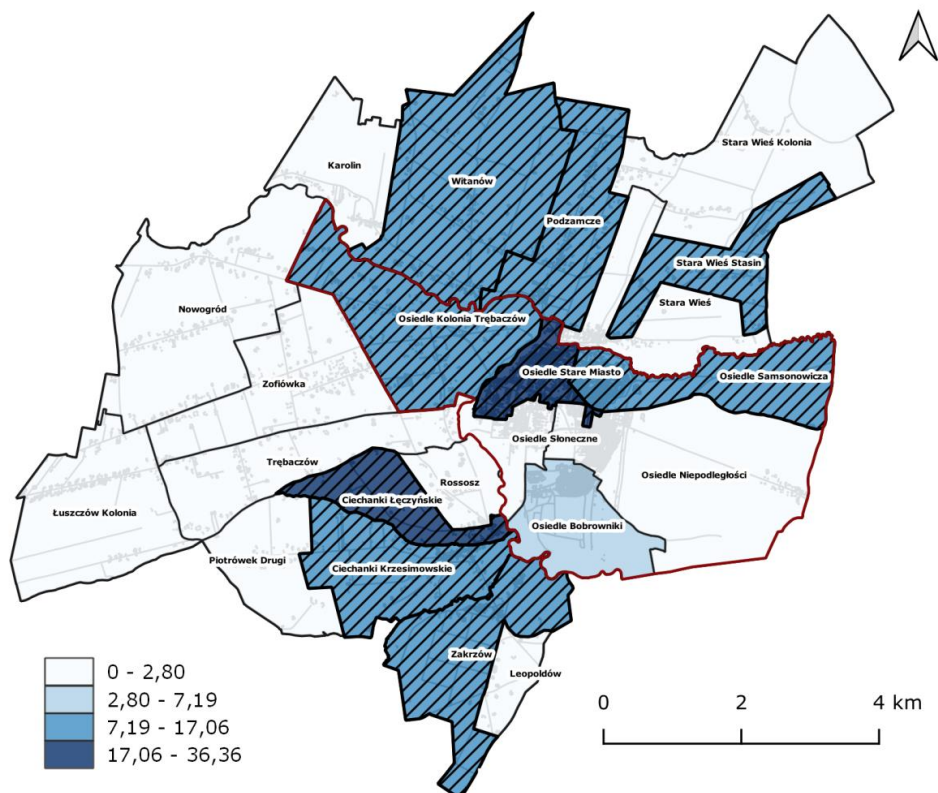 Stara Wieś Kolonia
Karolin
Witanów
Podzamcze
Stara Wieś Stasin
Stara Wieś
Nowogród
Osiedle Kolonia Trębaczów
Osiedle Stare Miasto
Osiedle Samsonowicza
Zofiówka
Osiedle Słoneczne
Trębaczów
Osiedle Niepodległości
Rossosz
Ciechanki Łęczyńskie
Łuszczów Kolonia
Osiedle Bobrowniki
Piotrówek Drugi
Ciechanki Krzesimowskie
Zakrzów
Leopoldów
0 - 2,80
2,80 - 7,19
7,19 - 17,06
17,06 - 36,36
0 2 4 km